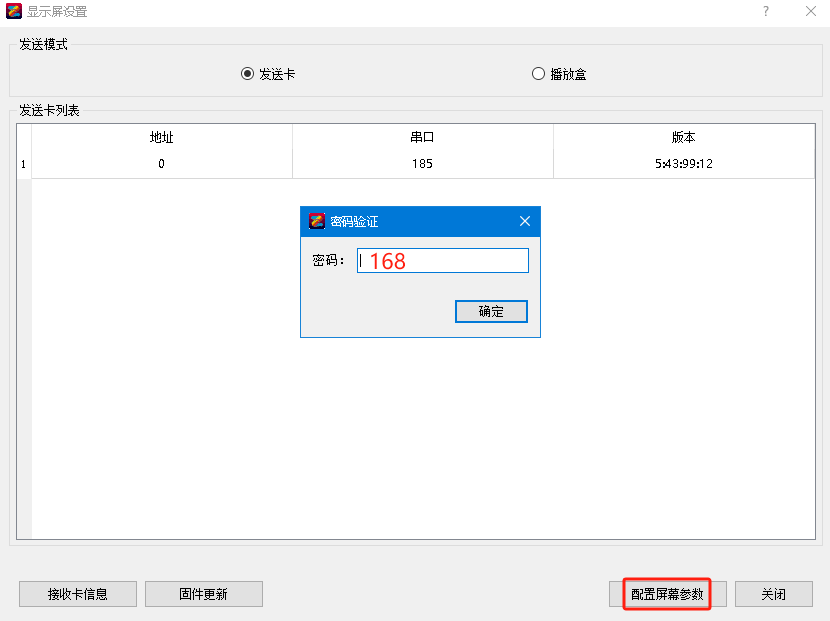 显示屏设置
发送模式
发送卡 播放盒
发送卡列表
地址 串口 版本
1 0 185 5:43:99:12
密码验证
密码: 168
确定
接收卡信息 固件更新 配置屏幕参数 关闭